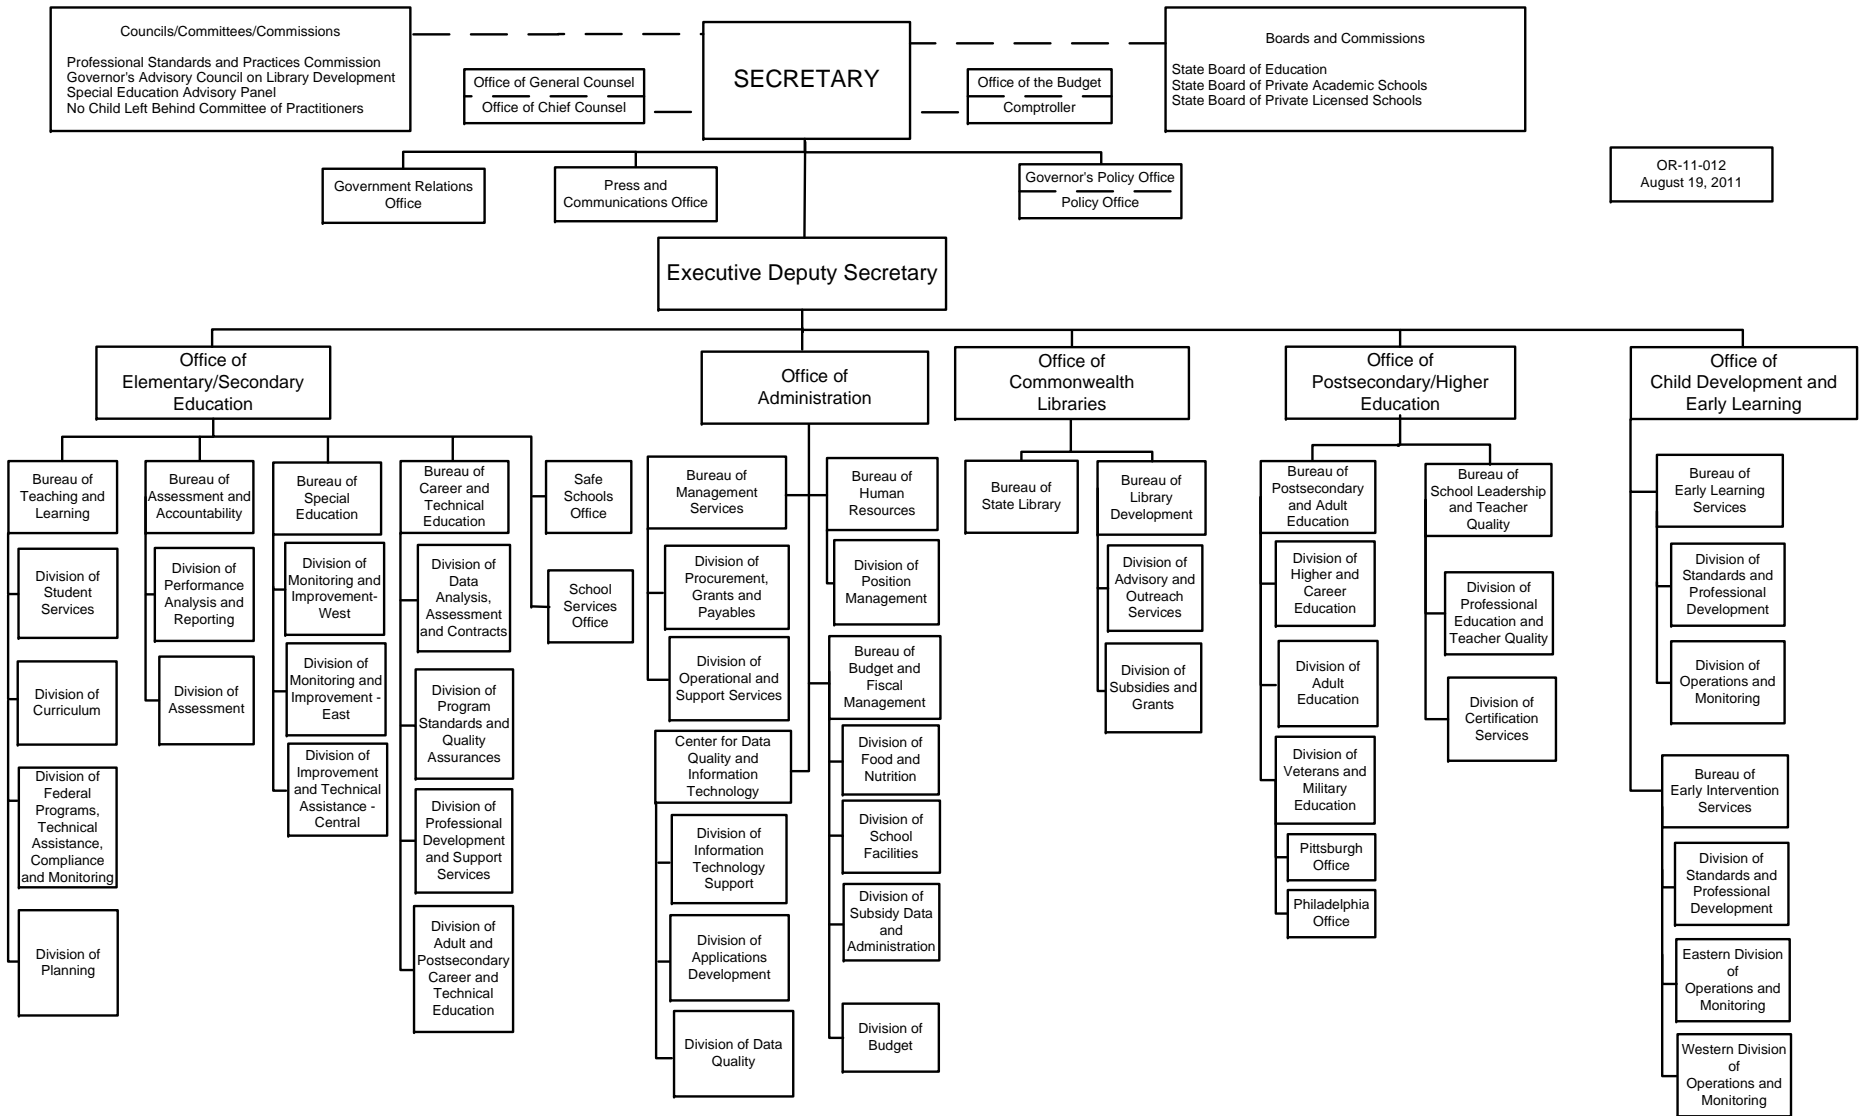 Councils/Committees/Commissions
Professional Standards and Practices Commission
Governor's Advisory Council on Library Development
Special Education Advisory Panel
No Child Left Behind Committee of Practitioners
Office of General Counsel
Office of Chief Counsel
SECRETARY
Office of the Budget
Comptroller
Boards and Commissions
State Board of Education
State Board of Private Academic Schools
State Board of Private Licensed Schools
Government Relations
Office
Press and
Communications Office
Governor's Policy Office
Policy Office
OR-11-012
August 19, 2011
Executive Deputy Secretary
Office of
Elementary/Secondary
Education
Office of
Administration
Office of
Commonwealth
Libraries
Office of
Postsecondary/Higher
Education
Office of
Child Development and
Early Learning
Bureau of
Teaching and
Learning
Division of
Student
Services
Division of
Curriculum
Division of
Federal
Programs,
Technical
Assistance,
Compliance
and Monitoring
Division of
Planning
Bureau of
Assessment and
Accountability
Division of
Performance
Analysis and
Reporting
Division of
Assessment
Bureau of
Special
Education
Division of
Monitoring and
Improvement-
West
Division of
Monitoring and
Improvement -
East
Division of
Improvement
and Technical
Assistance -
Central
Bureau of
Career and
Technical
Education
Division of
Data
Analysis,
Assessment
and Contracts
Division of
Program
Standards and
Quality
Assurances
Division of
Professional
Development
and Support
Services
Division of
Adult and
Postsecondary
Career and
Technical
Education
Safe
Schools
Office
School
Services
Office
Bureau of
Management
Services
Division of
Procurement,
Grants and
Payables
Division of
Operational and
Support Services
Center for Data
Quality and
Information
Technology
Division of
Information
Technology
Support
Division of
Applications
Development
Division of Data
Quality
Bureau of
Human
Resources
Division of
Position
Management
Bureau of
Budget and
Fiscal
Management
Division of
Food and
Nutrition
Division of
School
Facilities
Division of
Subsidy Data
and
Administration
Division of
Budget
Bureau of
State Library
Bureau of
Library
Development
Division of
Advisory and
Outreach
Services
Division of
Subsidies and
Grants
Bureau of
Postsecondary
and Adult
Education
Division of
Higher and
Career
Education
Division of
Adult
Education
Division of
Veterans and
Military
Education
Pittsburgh
Office
Philadelphia
Office
Bureau of
School Leadership
and Teacher
Quality
Division of
Professional
Education and
Teacher Quality
Division of
Certification
Services
Bureau of
Early Learning
Services
Division of
Standards and
Professional
Development
Division of
Operations and
Monitoring
Bureau of
Early Intervention
Services
Division of
Standards and
Professional
Development
Eastern Division
of
Operations and
Monitoring
Western Division
of
Operations and
Monitoring